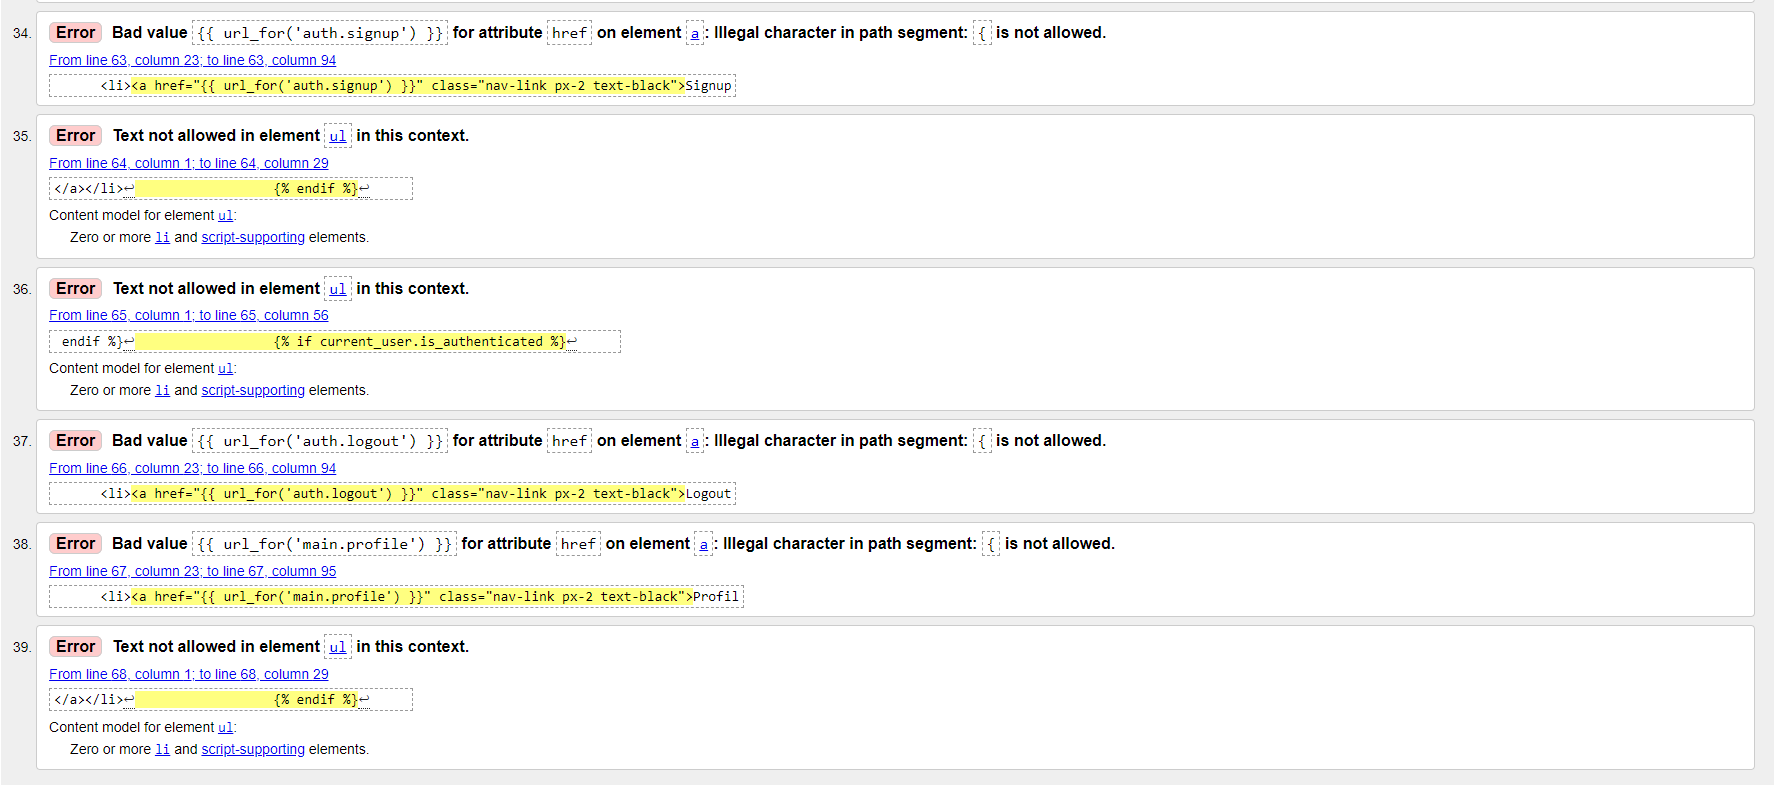 34. Error Bad value {{ url_for('auth.signup') }} for attribute href on element a: Illegal character in path segment: { is not allowed.
From line 63, column 23; to line 63, column 94
<li><a href="{{ url_for('auth.signup') }}" class="nav-link px-2 text-black">Signup
35. Error Text not allowed in element ul in this context.
From line 64, column 1; to line 64, column 29
</a></li>↩ {% endif %}↩
Content model for element ul:
Zero or more li and script-supporting elements.
36. Error Text not allowed in element ul in this context.
From line 65, column 1; to line 65, column 56
endif %}↩ {% if current_user.is_authenticated %}↩
Content model for element ul:
Zero or more li and script-supporting elements.
37. Error Bad value {{ url_for('auth.logout') }} for attribute href on element a: Illegal character in path segment: { is not allowed.
From line 66, column 23; to line 66, column 94
<li><a href="{{ url_for('auth.logout') }}" class="nav-link px-2 text-black">Logout
38. Error Bad value {{ url_for('main.profile') }} for attribute href on element a: Illegal character in path segment: { is not allowed.
From line 67, column 23; to line 67, column 95
<li><a href="{{ url_for('main.profile') }}" class="nav-link px-2 text-black">Profil
39. Error Text not allowed in element ul in this context.
From line 68, column 1; to line 68, column 29
</a></li>↩ {% endif %}↩
Content model for element ul:
Zero or more li and script-supporting elements.